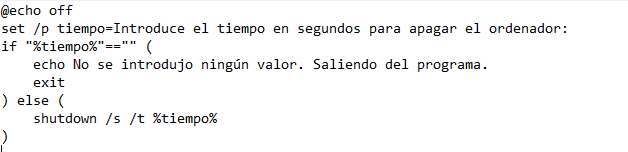 @echo off
set /p tiempo=Introduce el tiempo en segundos para apagar el ordenador:
if "%tiempo%"=="" (
    echo No se introdujo ningún valor. Saliendo del programa.
    exit
) else (
    shutdown /s /t %tiempo%
)